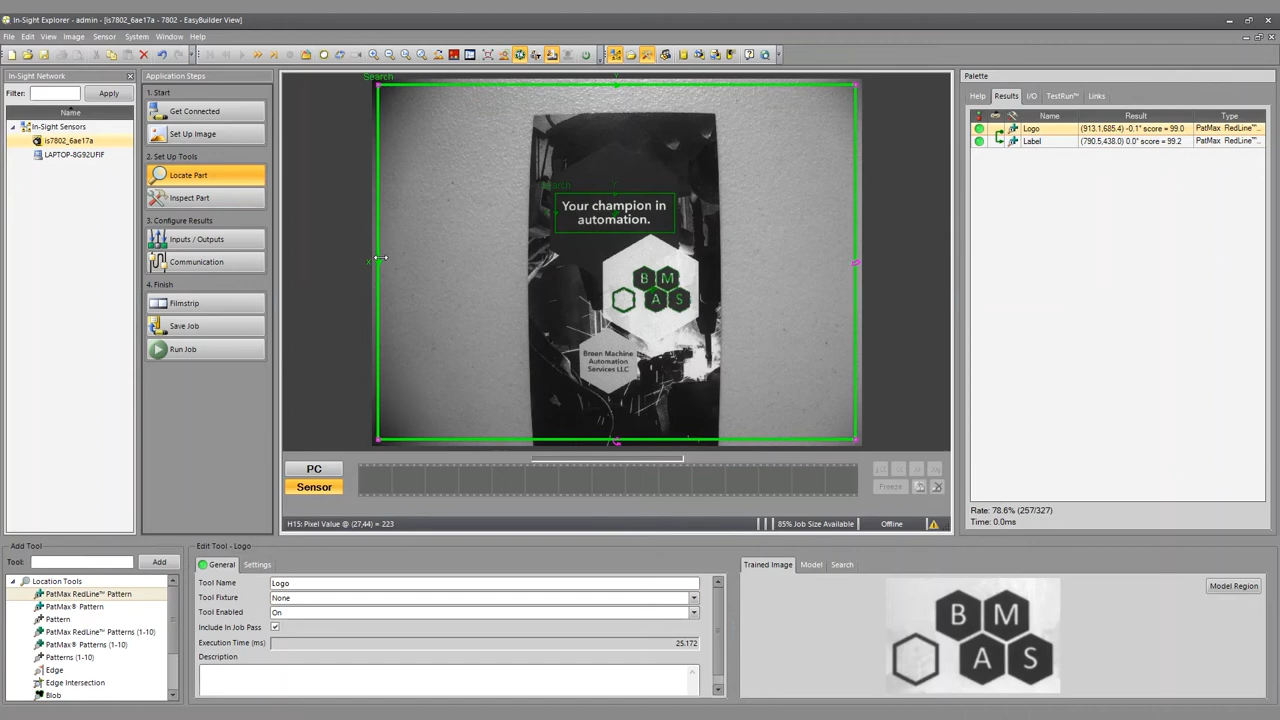 In-Sight Explorer - admin - [is7802_6ae17a - 7802 - EasyBuilder View]
File Edit View Image Sensor System Window Help
In-Sight Network
Filter:
Apply
Name
In-Sight Sensors
is7802_6ae17a
LAPTOP-8G92UFIF
Application Steps
1. Start
Get Connected
Set Up Image
2. Set Up Tools
Locate Part
Inspect Part
3. Configure Results
Inputs / Outputs
Communication
4. Finish
Filmstrip
Save Job
Run Job
Search
Y
X
Search
Your champion in
automation.
B M
A S
Breen Machine
Automation
Services LLC
PC
Sensor
Freeze
H15: Pixel Value @ (27,44) = 223
85% Job Size Available
Offline
Palette
Help Results I/O TestRun™ Links
Name Result Type
Logo (913.1,685.4) -0.1° score = 99.0 PatMax RedLine™...
Label (790.5,438.0) 0.0° score = 99.2 PatMax RedLine™...
Rate: 78.6% (257/327)
Time: 0.0ms
Add Tool
Tool:
Add
Location Tools
PatMax RedLine™ Pattern
PatMax® Pattern
Pattern
PatMax RedLine™ Patterns (1-10)
PatMax® Patterns (1-10)
Patterns (1-10)
Edge
Edge Intersection
Blob
Edit Tool - Logo
General Settings
Tool Name Logo
Tool Fixture None
Tool Enabled On
Include In Job Pass
Execution Time (ms) 25.172
Description
Trained Image Model Search
Model Region
B M
A S